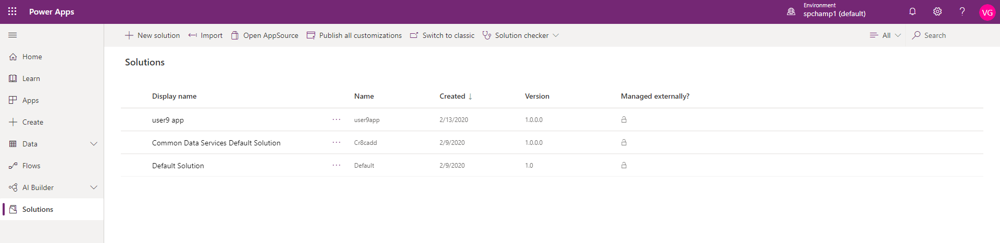 Power Apps
Environment
spchamp1 (default)
VG
New solution
Import
Open AppSource
Publish all customizations
Switch to classic
Solution checker
All
Search
Home
Learn
Apps
Create
Data
Flows
AI Builder
Solutions
Solutions
Display name Name Created Version Managed externally?
user9 app ... user9app 2/13/2020 1.0.0.0
Common Data Services Default Solution ... Cr8cadd 2/9/2020 1.0.0.0
Default Solution ... Default 2/9/2020 1.0